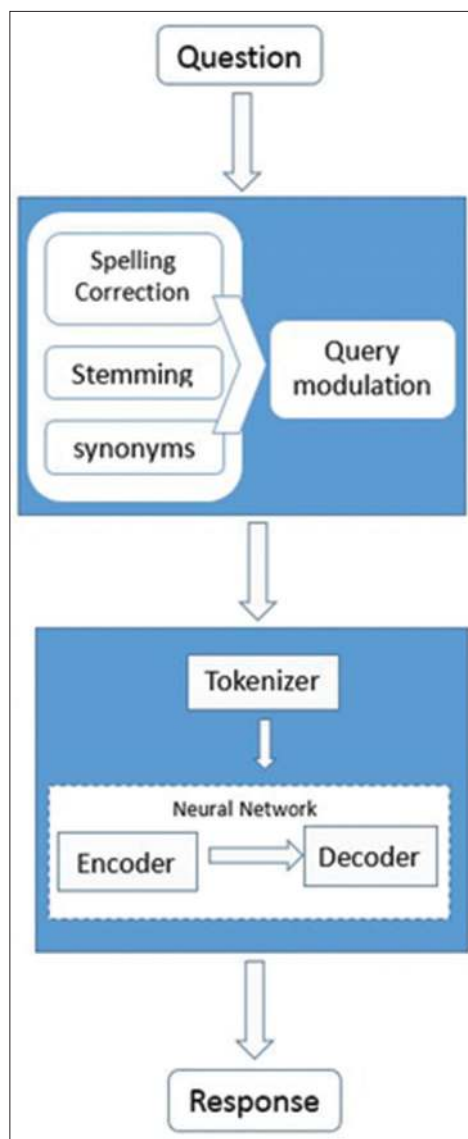 Question
Spelling
Correction
Stemming
synonyms
Query
modulation
Tokenizer
Neural Network
Encoder
Decoder
Response